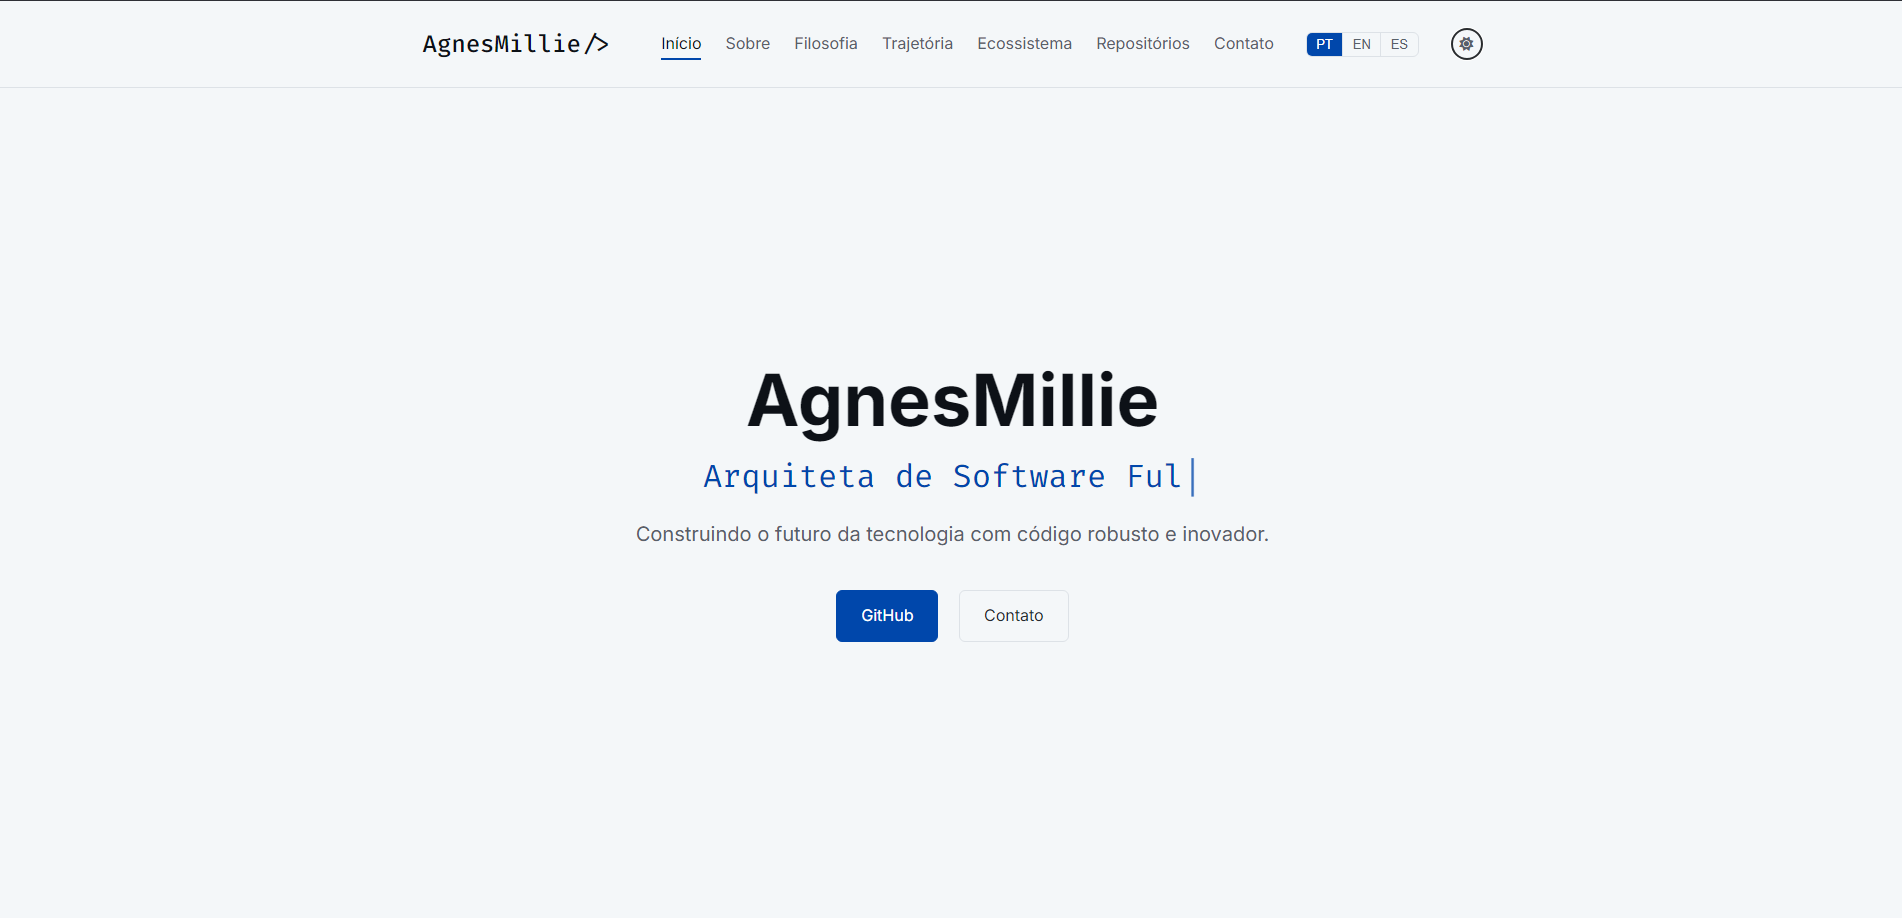 AgnesMillie/>
Início Sobre Filosofia Trajetória Ecossistema Repositórios Contato PT EN ES
AgnesMillie
Arquiteta de Software Ful|
Construindo o futuro da tecnologia com código robusto e inovador.
GitHub Contato